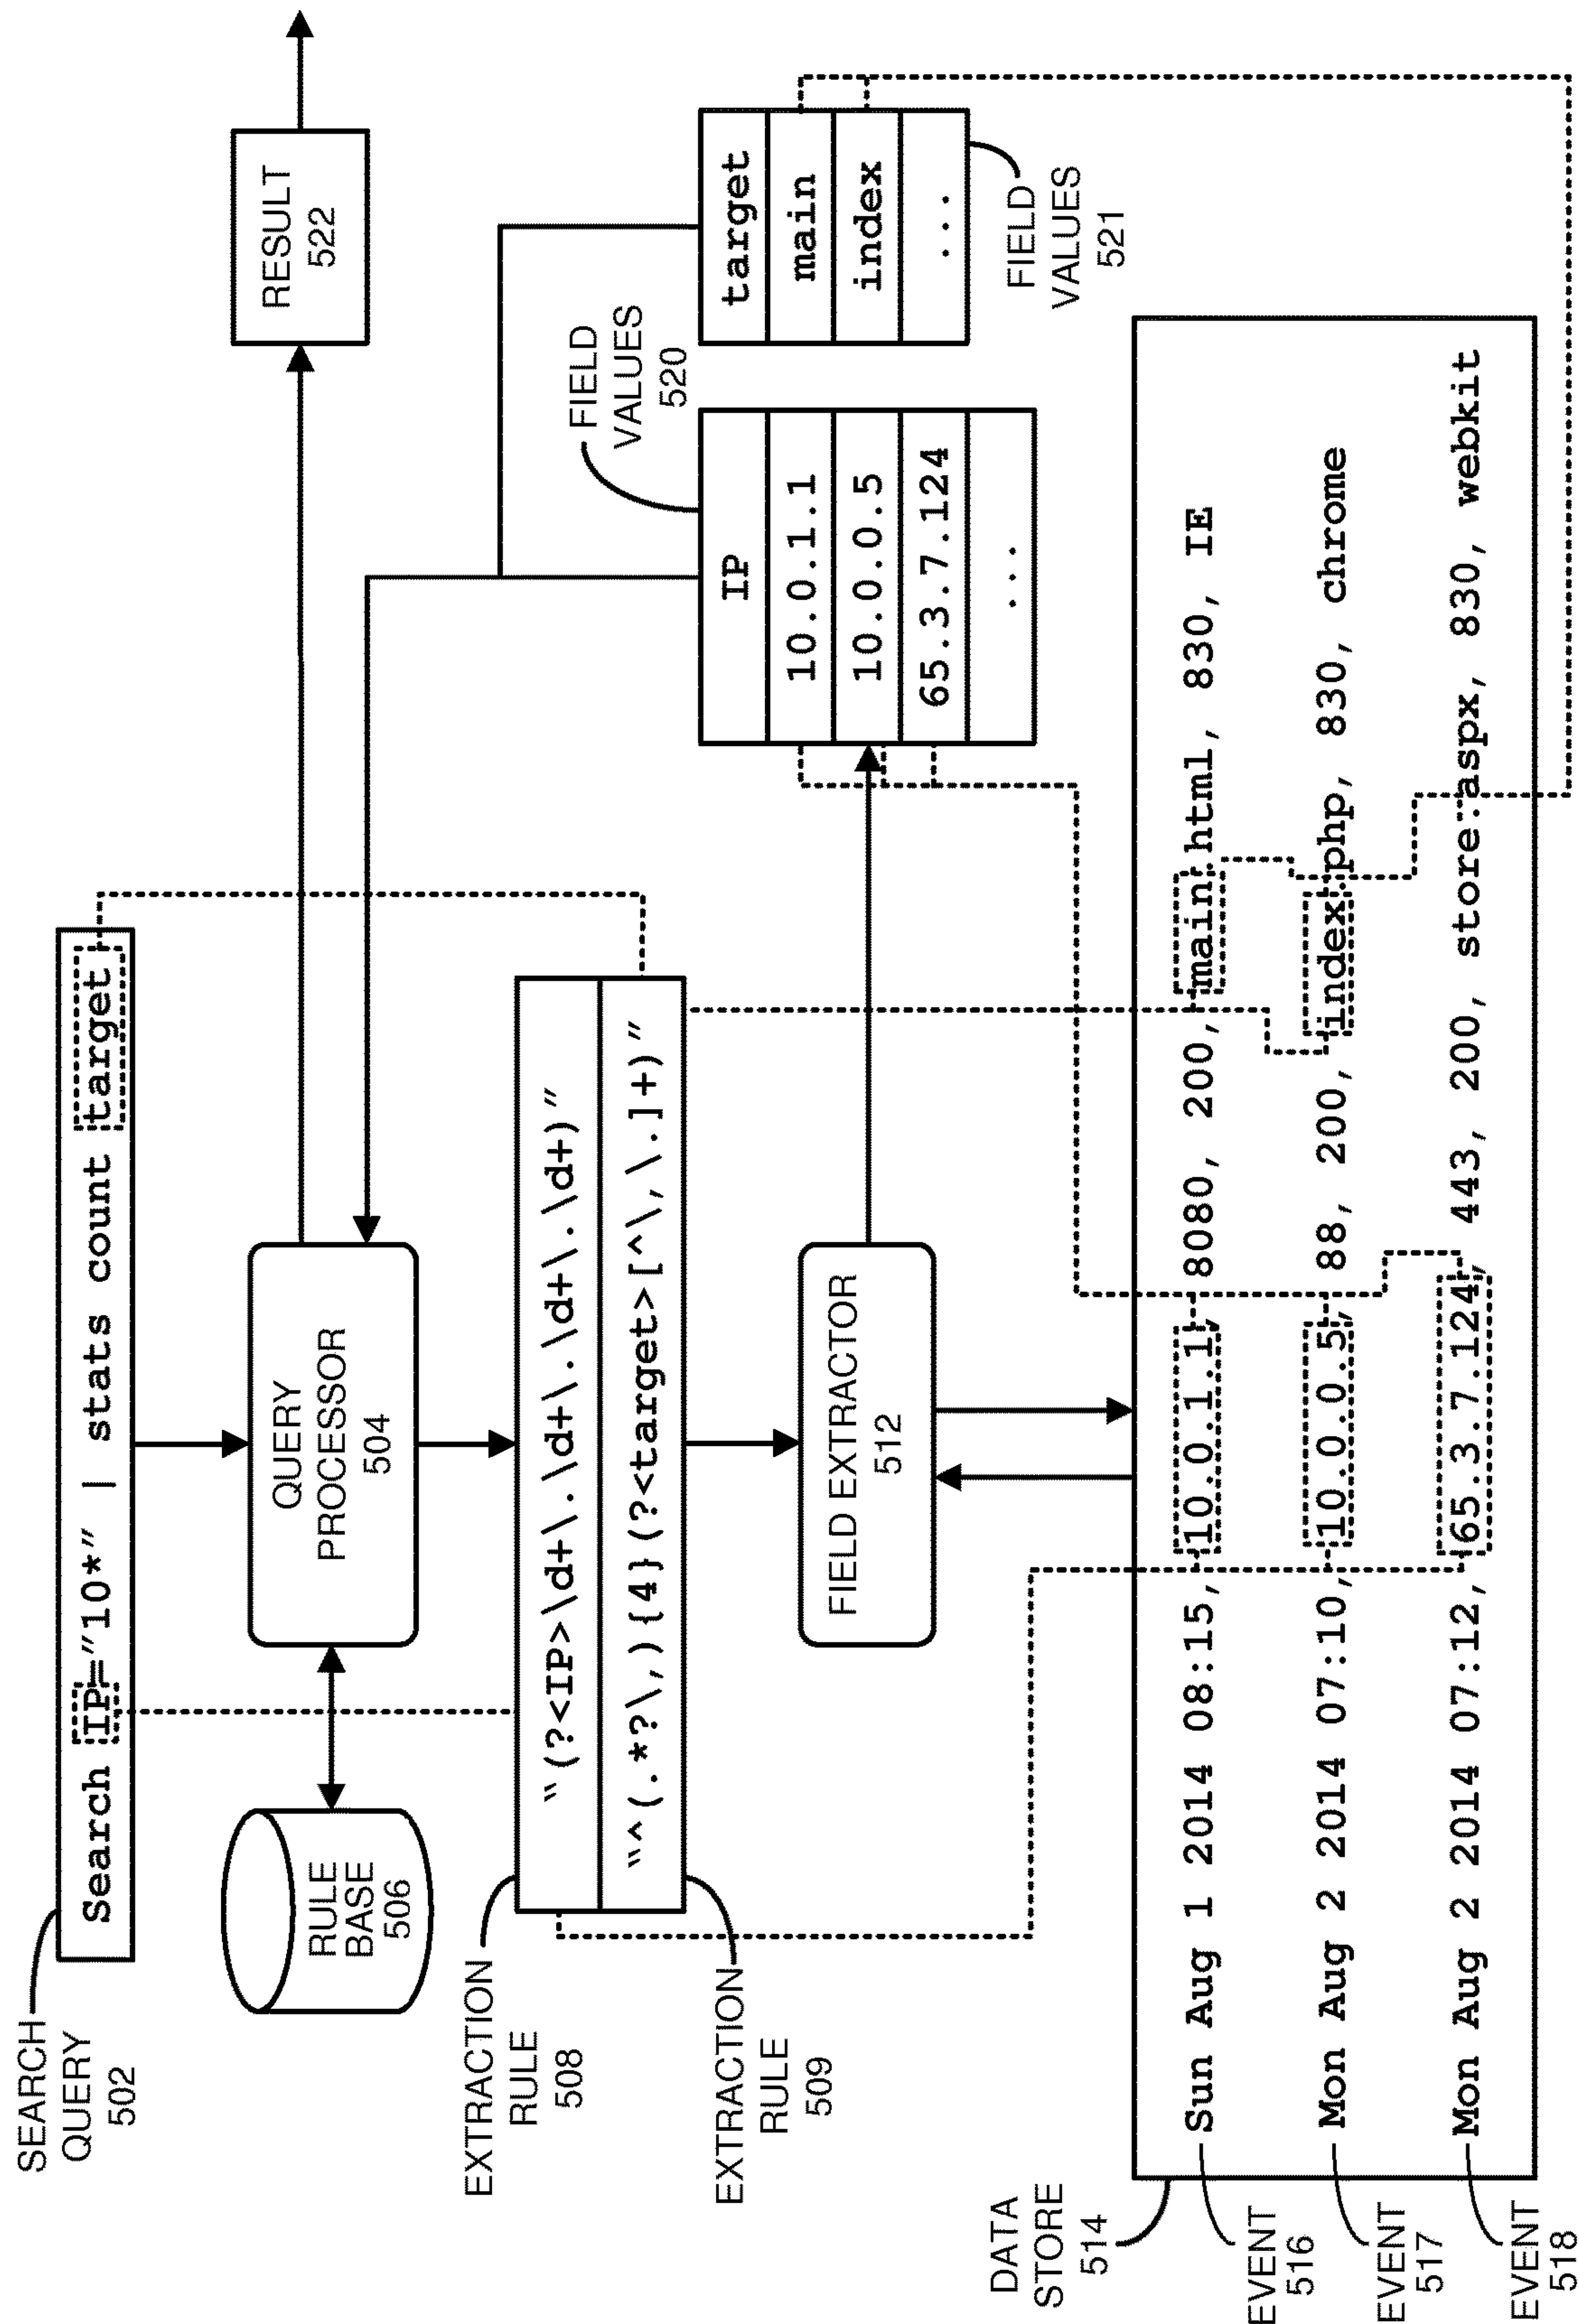 SEARCH
QUERY
502
Search IP="10*" | stats count target
RULE
BASE
506
QUERY
PROCESSOR
504
RESULT
522
EXTRACTION
RULE
508
"(?<IP>\d+\.\d+\.\d+\.\d+)"
"^(.*?\,){4}(?<target>[^\,\.]+)"
EXTRACTION
RULE
509
FIELD EXTRACTOR
512
FIELD
VALUES
520
IP
10.0.1.1
10.0.0.5
65.3.7.124
...
target
main
index
...
FIELD
VALUES
521
DATA
STORE
514
Sun Aug 1 2014 08:15, 10.0.1.1, 8080, 200, main.html, 830, IE
Mon Aug 2 2014 07:10, 10.0.0.5, 88, 200, index.php, 830, chrome
Mon Aug 2 2014 07:12, 65.3.7.124, 443, 200, store.aspx, 830, webkit
EVENT
516
EVENT
517
EVENT
518